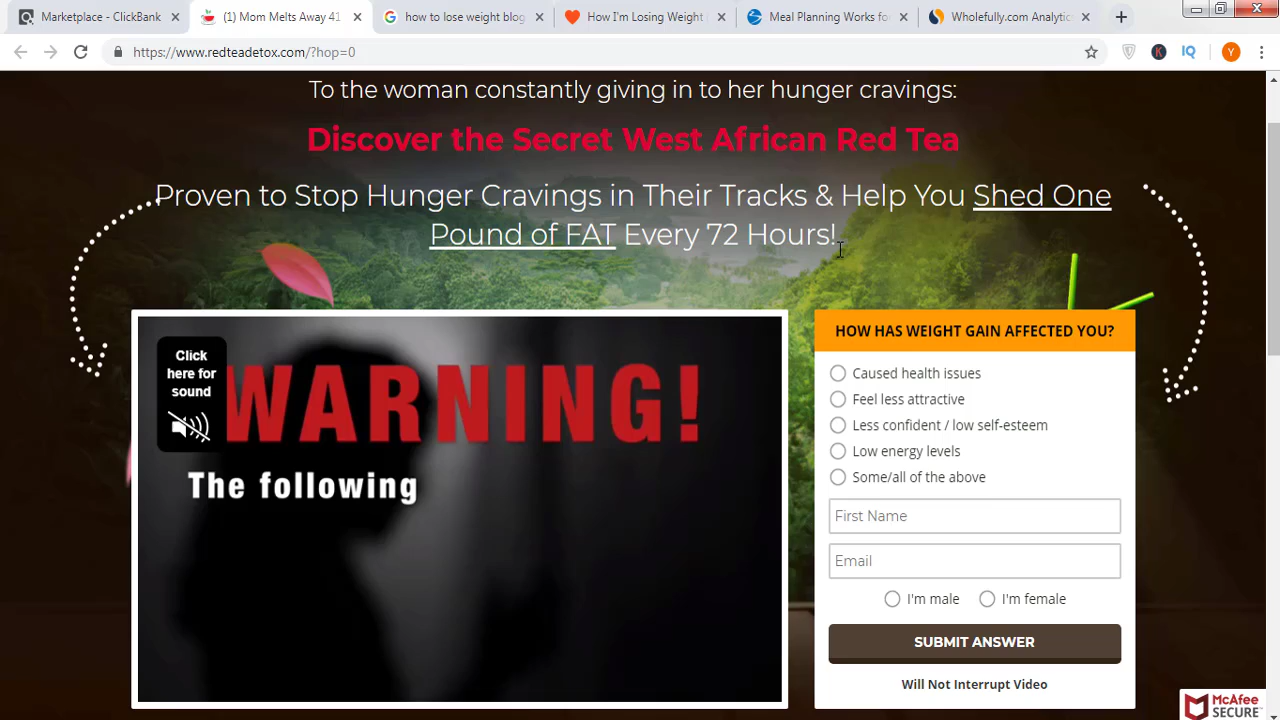 Marketplace - ClickBank
(1) Mom Melts Away 41
how to lose weight blog
How I'm Losing Weight
Meal Planning Works for
Wholefully.com Analytic
https://www.redteadetox.com/?hop=0
K
IQ
Y
To the woman constantly giving in to her hunger cravings:
Discover the Secret West African Red Tea
Proven to Stop Hunger Cravings in Their Tracks & Help You Shed One
Pound of FAT Every 72 Hours!
Click
here for
sound
WARNING!
The following
HOW HAS WEIGHT GAIN AFFECTED YOU?
Caused health issues
Feel less attractive
Less confident / low self-esteem
Low energy levels
Some/all of the above
First Name
Email
I'm male I'm female
SUBMIT ANSWER
Will Not Interrupt Video
McAfee
SECURE